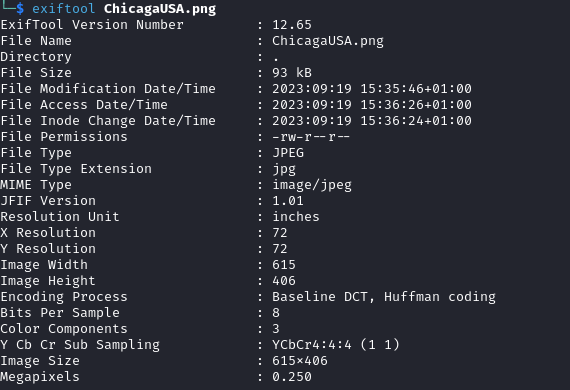 └─$ exiftool ChicagaUSA.png
ExifTool Version Number         : 12.65
File Name                       : ChicagaUSA.png
Directory                       : .
File Size                       : 93 kB
File Modification Date/Time     : 2023:09:19 15:35:46+01:00
File Access Date/Time           : 2023:09:19 15:36:26+01:00
File Inode Change Date/Time     : 2023:09:19 15:36:24+01:00
File Permissions                : -rw-r--r--
File Type                       : JPEG
File Type Extension             : jpg
MIME Type                       : image/jpeg
JFIF Version                    : 1.01
Resolution Unit                 : inches
X Resolution                    : 72
Y Resolution                    : 72
Image Width                     : 615
Image Height                    : 406
Encoding Process                : Baseline DCT, Huffman coding
Bits Per Sample                 : 8
Color Components                : 3
Y Cb Cr Sub Sampling            : YCbCr4:4:4 (1 1)
Image Size                      : 615×406
Megapixels                      : 0.250